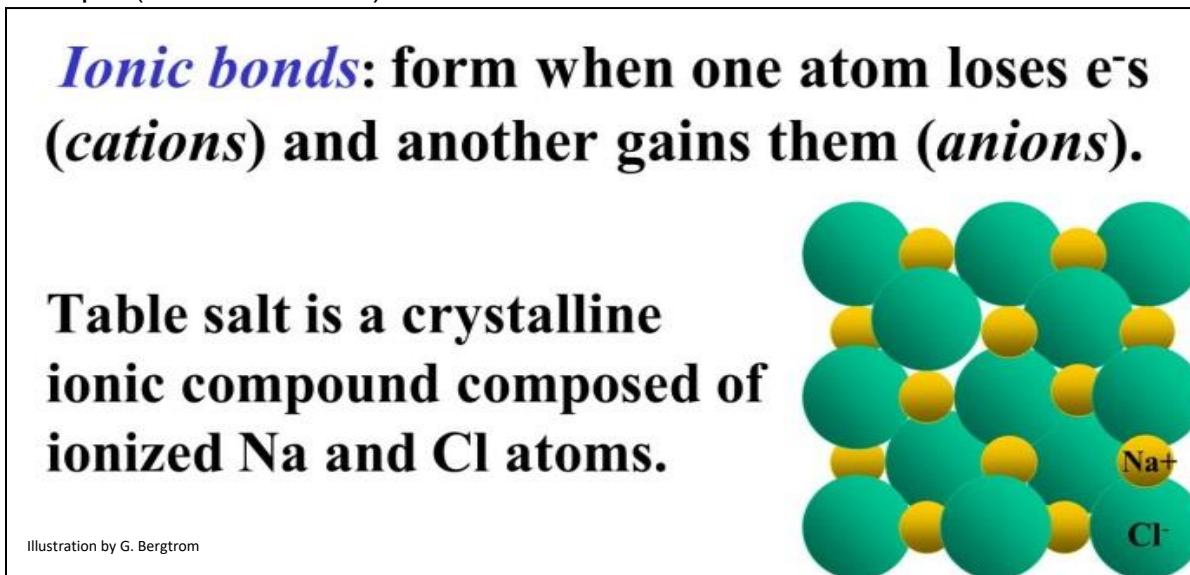 Ionic bonds: form when one atom loses e⁻s
(cations) and another gains them (anions).
Table salt is a crystalline
ionic compound composed of
ionized Na and Cl atoms.
Na+
Cl⁻
Illustration by G. Bergtrom